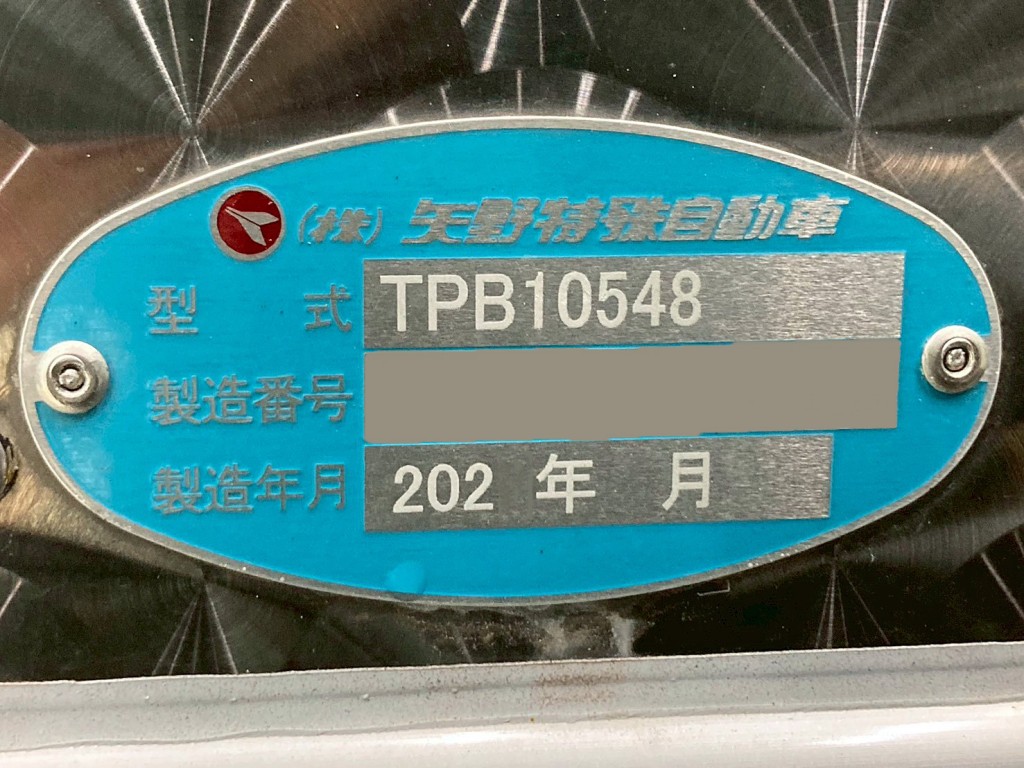 (株) 矢野特殊自動車
型式 TPB10548
製造番号
製造年月 202 年 月